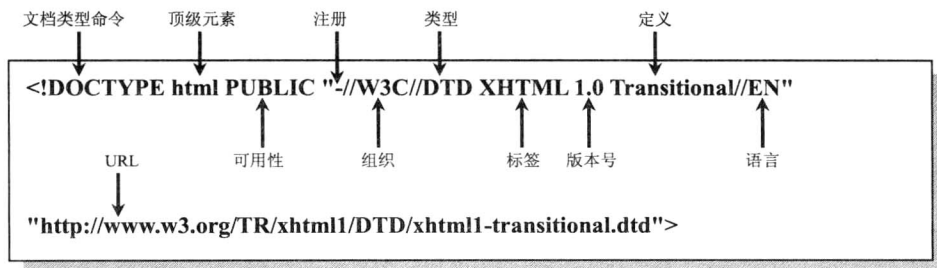 文档类型命令 顶级元素 注册 类型 定义
<!DOCTYPE html PUBLIC "-//W3C//DTD XHTML 1.0 Transitional//EN"
URL 可用性 组织 标签 版本号 语言
"http://www.w3.org/TR/xhtml1/DTD/xhtml1-transitional.dtd">